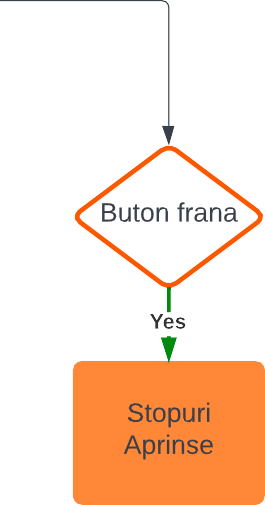 Buton frana
Yes
Stopuri
Aprinse